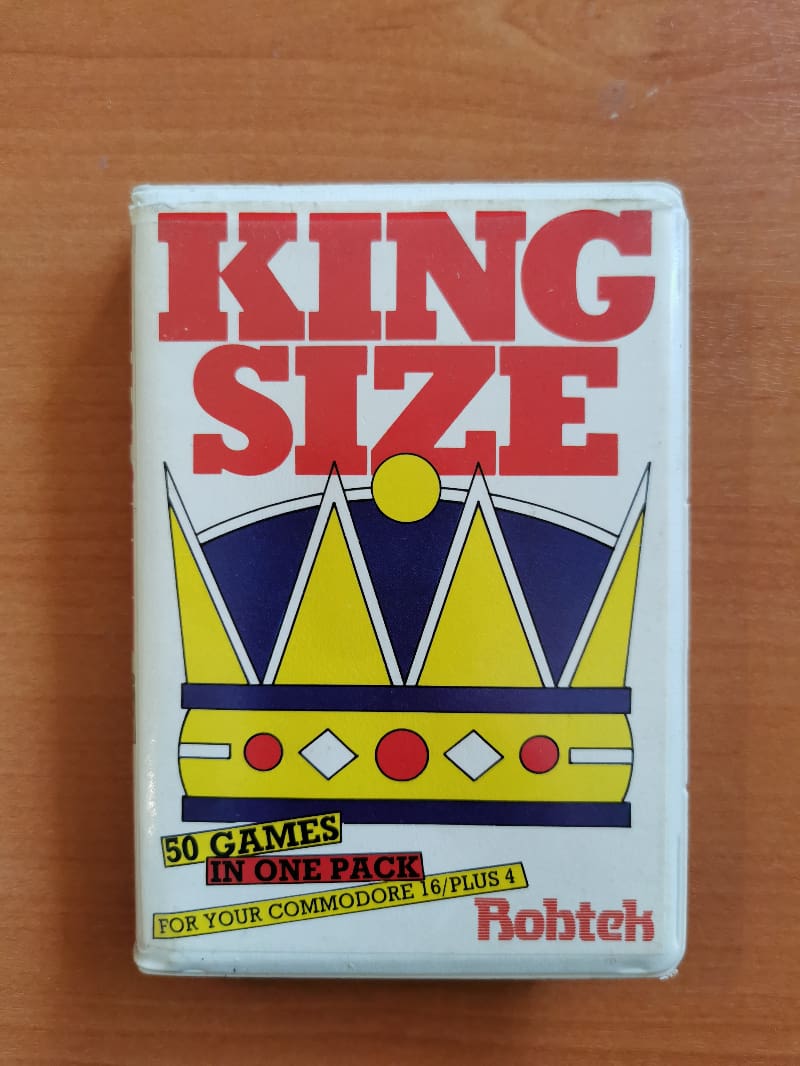 KING
SIZE
50 GAMES
IN ONE PACK
FOR YOUR COMMODORE 16/PLUS 4
Robtek